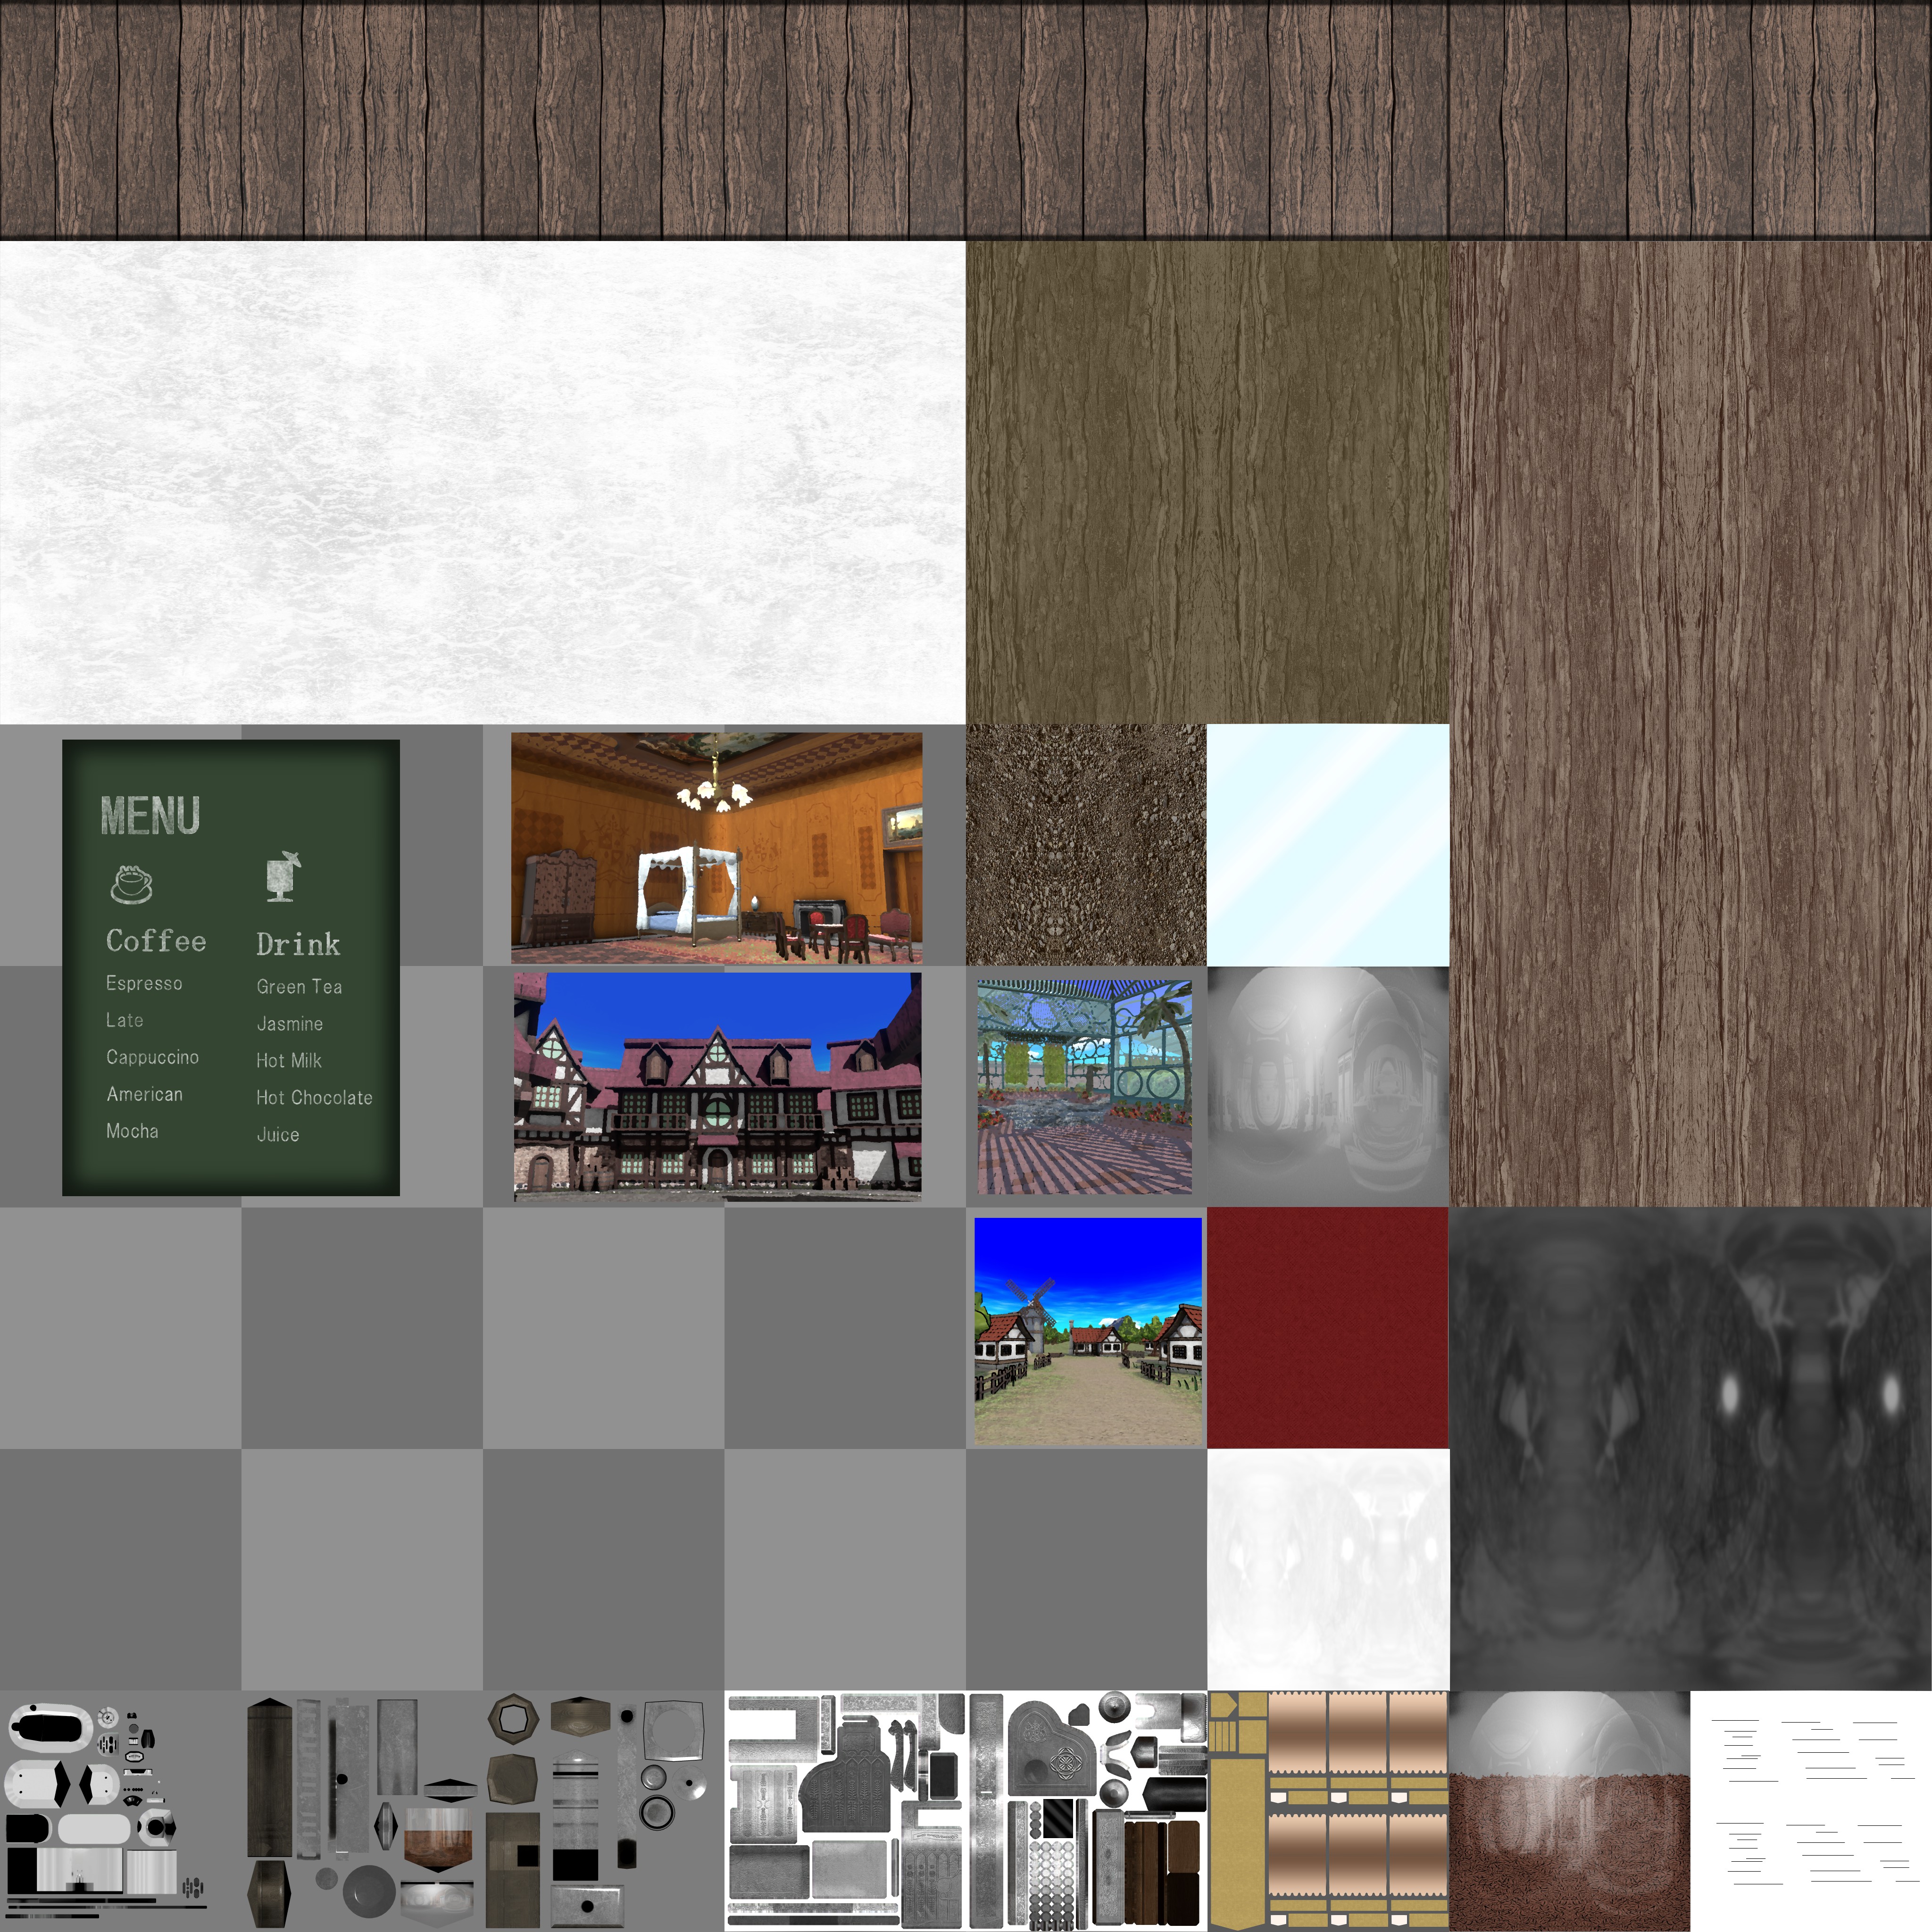 MENU
Coffee
Espresso
Late
Cappuccino
American
Mocha
Drink
Green Tea
Jasmine
Hot Milk
Hot Chocolate
Juice